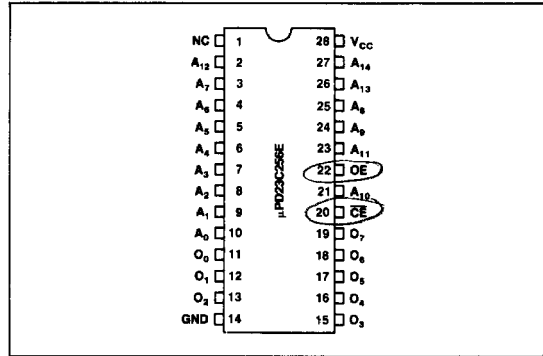 NC 1 28 V_CC
A₁₂ 2 27 A₁₄
A₇ 3 26 A₁₃
A₆ 4 25 A₈
A₅ 5 24 A₉
A₄ 6 23 A₁₁
A₃ 7 22 OE
A₂ 8 21 A₁₀
A₁ 9 20 C̅E̅
A₀ 10 19 O₇
O₀ 11 18 O₆
O₁ 12 17 O₅
O₂ 13 16 O₄
GND 14 15 O₃
μPD23C256E